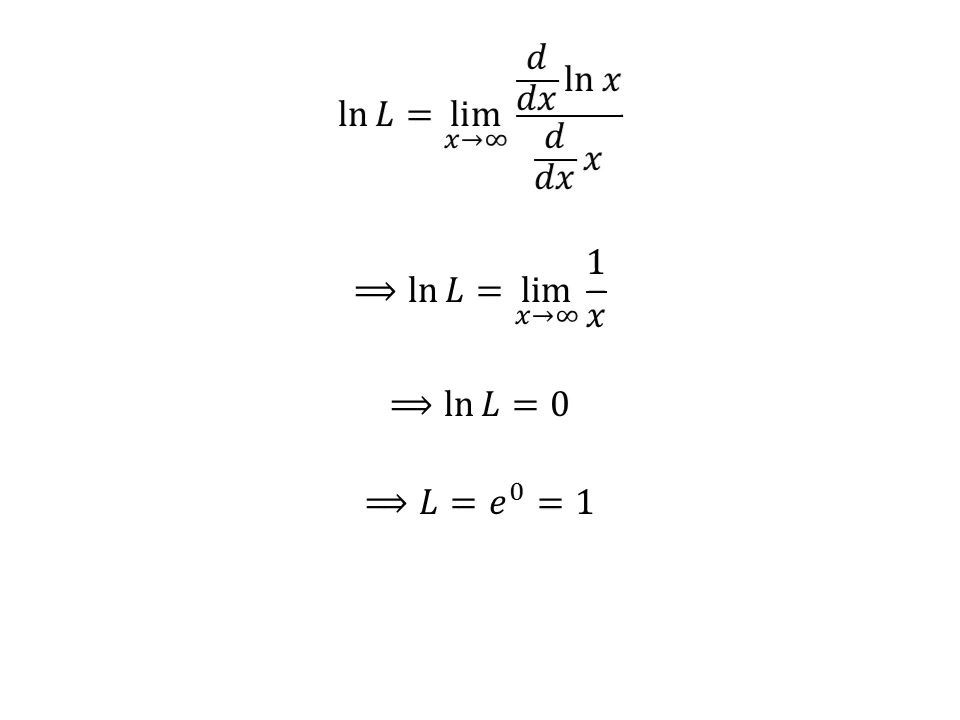 ln L = lim_{x→∞} (d/dx ln x)/(d/dx x)
⟹ ln L = lim_{x→∞} 1/x
⟹ ln L = 0
⟹ L = e^0 = 1